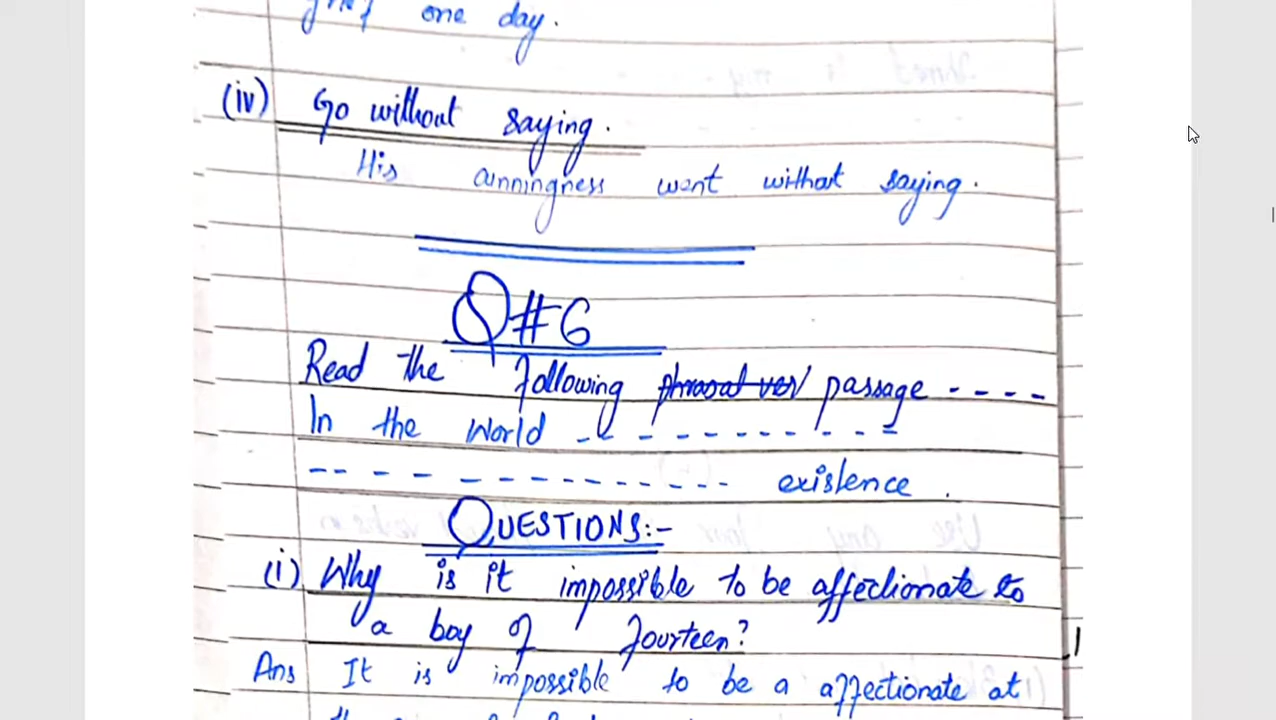 one day.
(iv) Go without saying.
His cunningness went without saying.
Q#6
Read the following phrasal ver passage ----
In the World -----------
-------------- existence.
QUESTIONS:-
(i) Why is it impossible to be affectionate to
a boy of fourteen?
Ans It is impossible to be a affectionate at